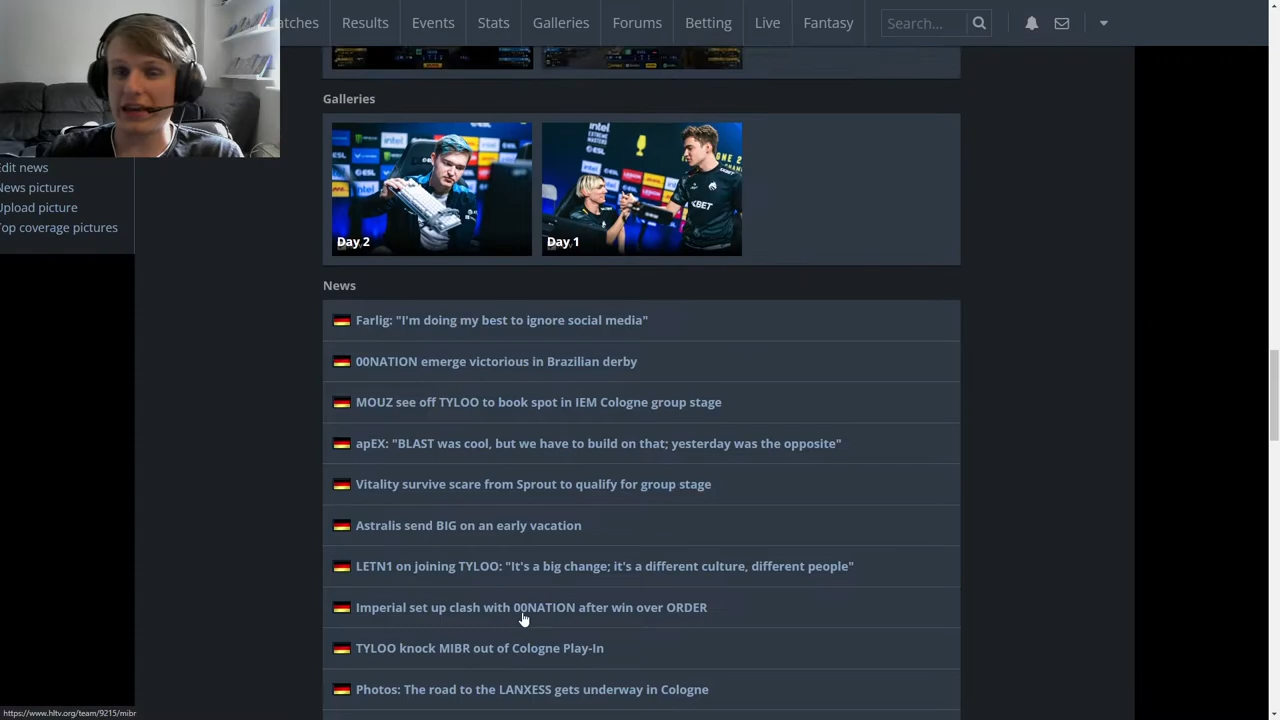 atches Results Events Stats Galleries Forums Betting Live Fantasy Search...
Edit news
News pictures
Upload picture
Top coverage pictures
Galleries
Day 2
Day 1
News
Farlig: "I'm doing my best to ignore social media"
00NATION emerge victorious in Brazilian derby
MOUZ see off TYLOO to book spot in IEM Cologne group stage
apEX: "BLAST was cool, but we have to build on that; yesterday was the opposite"
Vitality survive scare from Sprout to qualify for group stage
Astralis send BIG on an early vacation
LETN1 on joining TYLOO: "It's a big change; it's a different culture, different people"
Imperial set up clash with 00NATION after win over ORDER
TYLOO knock MIBR out of Cologne Play-In
Photos: The road to the LANXESS gets underway in Cologne
https://www.hltv.org/team/9215/mibr